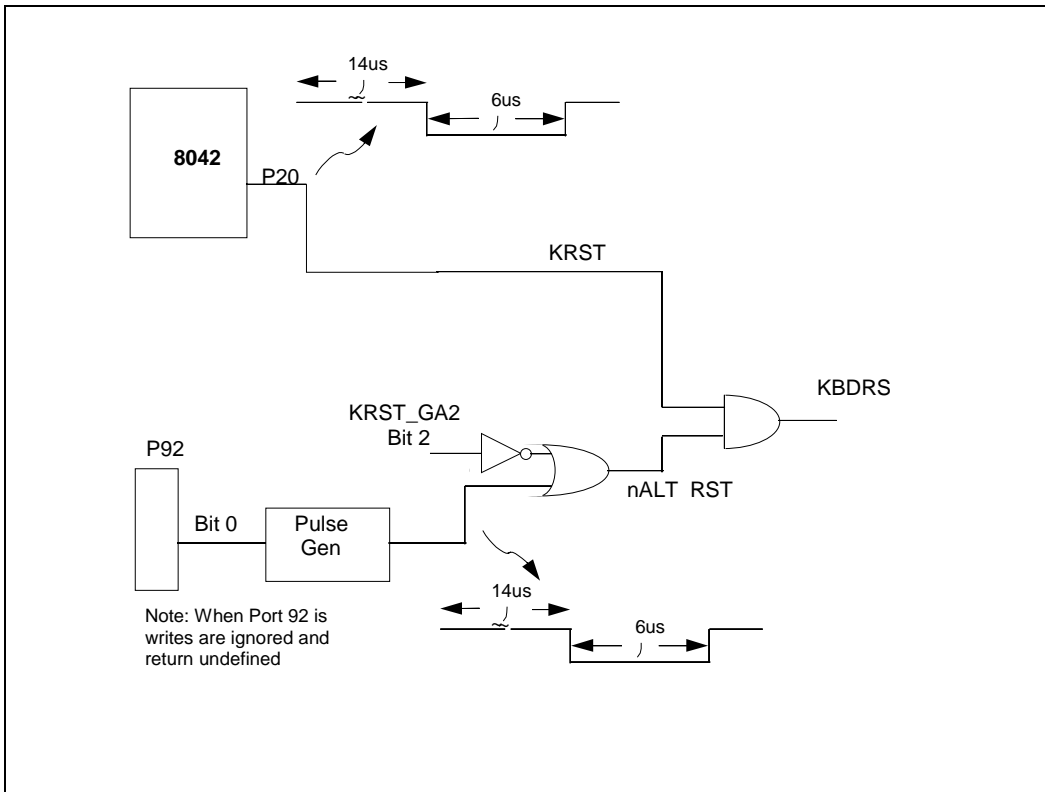 14us
6us
8042
P20
KRST
KBDRS
KRST_GA2
Bit 2
P92
nALT RST
Bit 0
Pulse
Gen
14us
6us
Note: When Port 92 is
writes are ignored and
return undefined